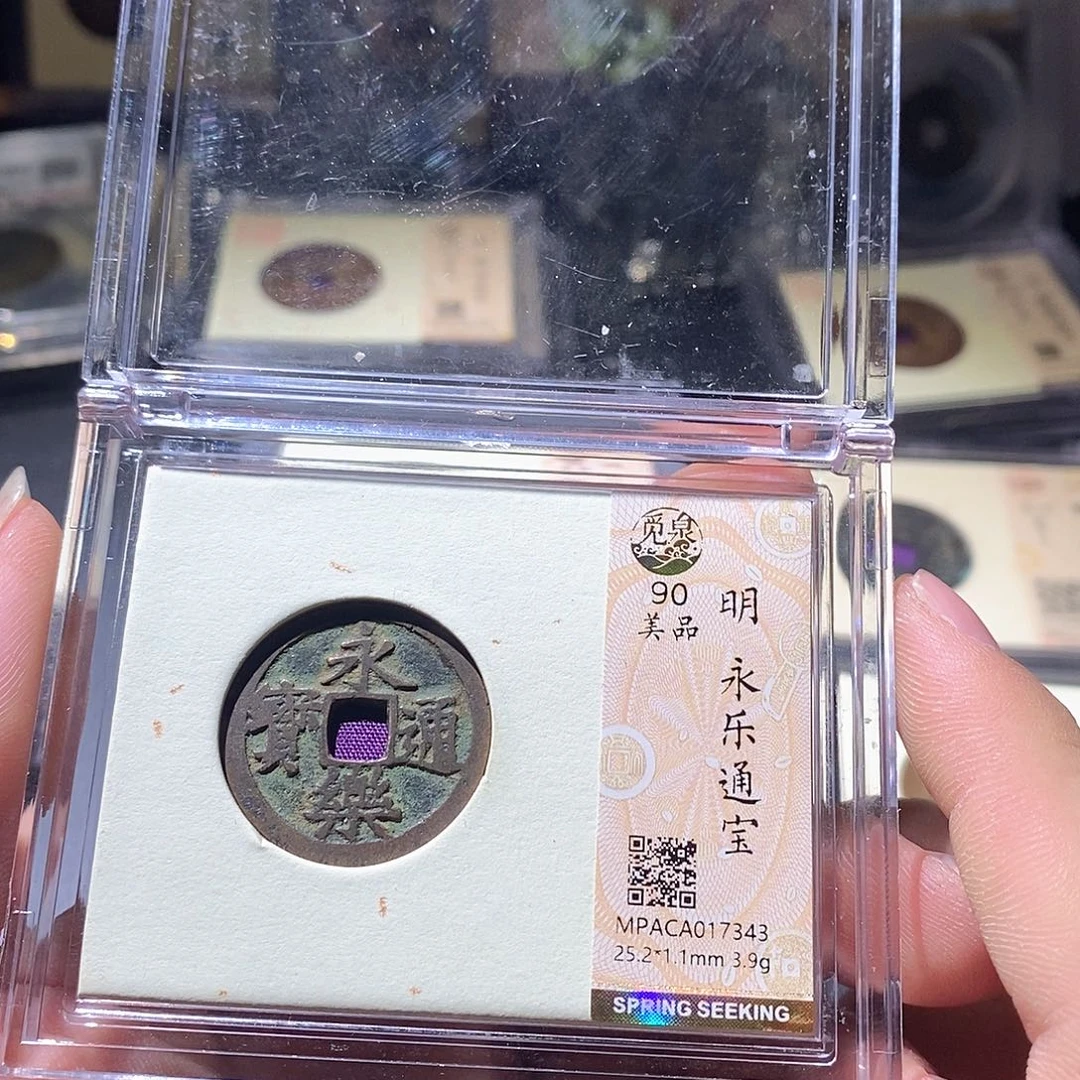 永樂通寶
觅泉
90
美品
明 永乐通宝
MPACA017343
25.2*1.1mm 3.9g
SPRING SEEKING